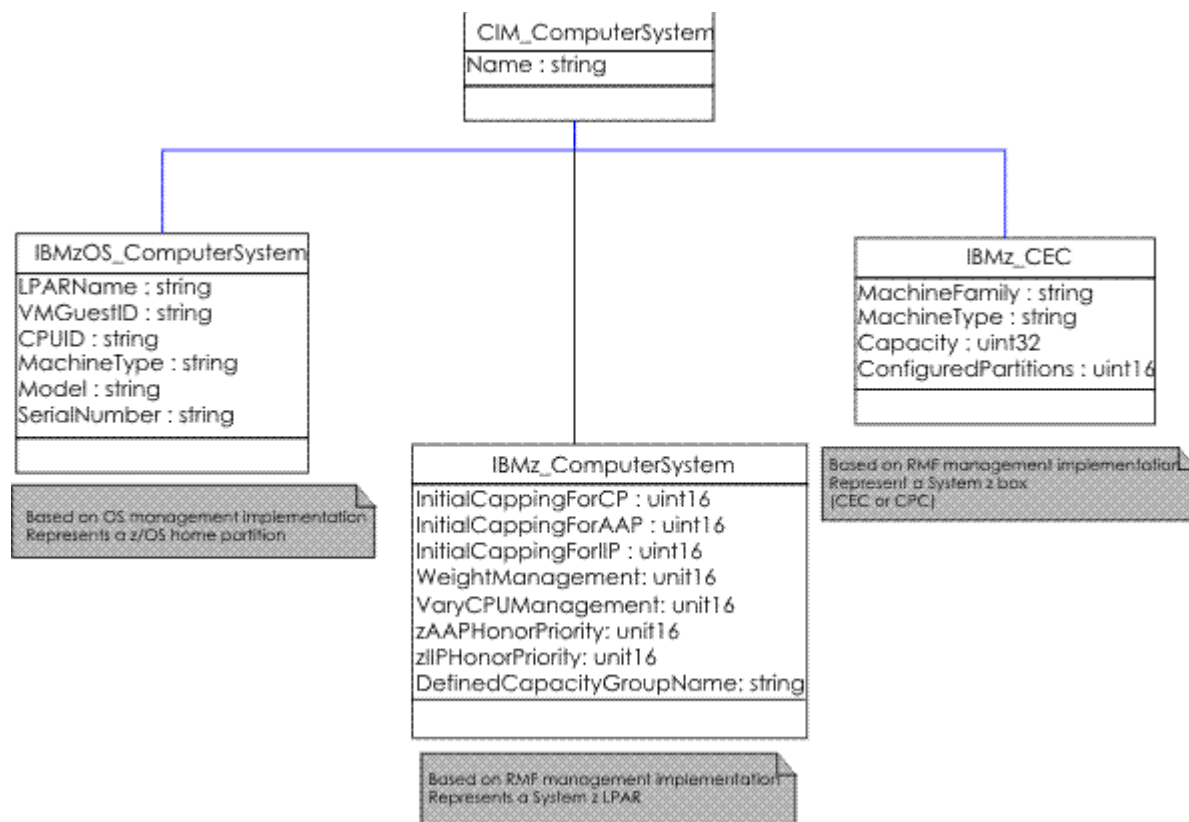 CIM_ComputerSystem
Name : string
IBMzOS_ComputerSystem
LPARName : string
VMGuestID : string
CPUID : string
MachineType : string
Model : string
SerialNumber : string
Based on OS management implementation
Represents a z/OS home partition
IBMz_ComputerSystem
InitialCappingForCP : uint16
InitialCappingForAAP : uint16
InitialCappingForIIP : uint16
WeightManagement: unit16
VaryCPUManagement: unit16
zAAPHonorPriority: unit16
zIIPHonorPriority: unit16
DefinedCapacityGroupName: string
Based on RMF management implementation
Represents a System z LPAR
IBMz_CEC
MachineFamily : string
MachineType : string
Capacity : uint32
ConfiguredPartitions : uint16
Based on RMF management implementation
Represent a System z box
(CEC or CPC)